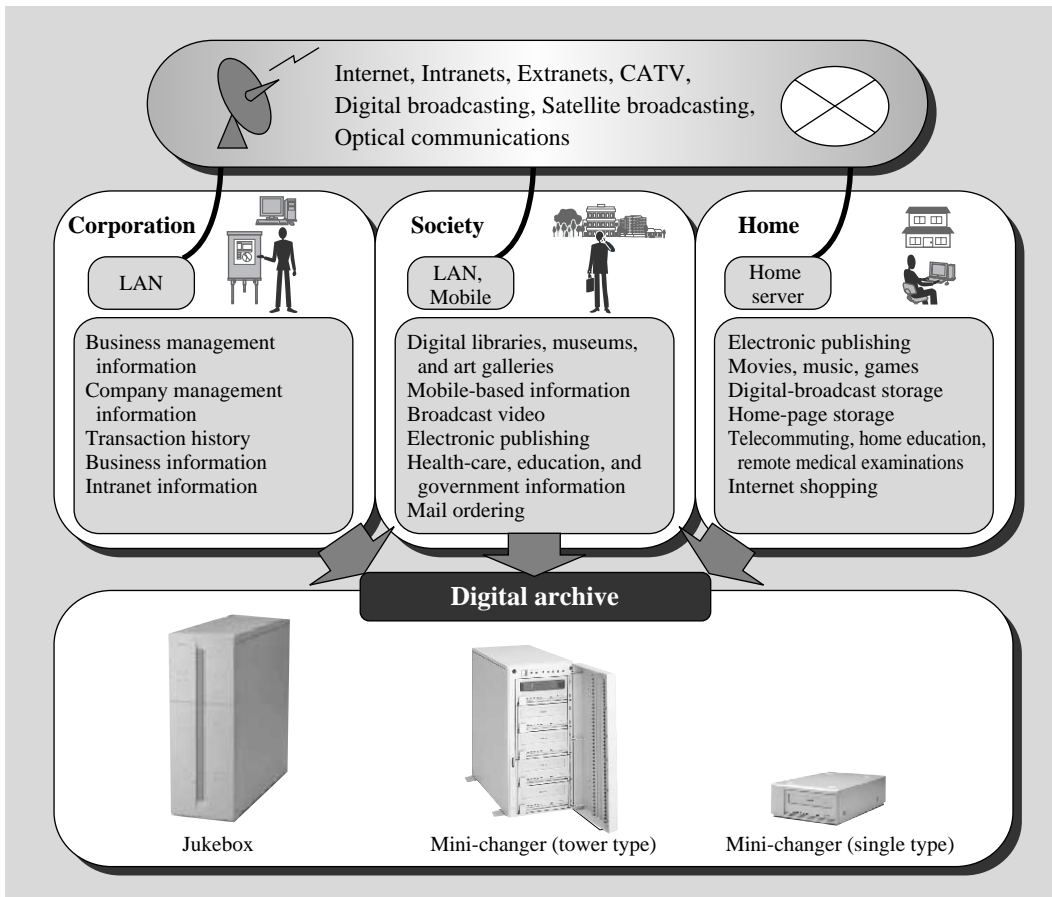 Internet, Intranets, Extranets, CATV,
Digital broadcasting, Satellite broadcasting,
Optical communications
Corporation
LAN
Business management
information
Company management
information
Transaction history
Business information
Intranet information
Society
LAN,
Mobile
Digital libraries, museums,
and art galleries
Mobile-based information
Broadcast video
Electronic publishing
Health-care, education, and
government information
Mail ordering
Home
Home
server
Electronic publishing
Movies, music, games
Digital-broadcast storage
Home-page storage
Telecommuting, home education,
remote medical examinations
Internet shopping
Digital archive
Jukebox
Mini-changer (tower type)
Mini-changer (single type)